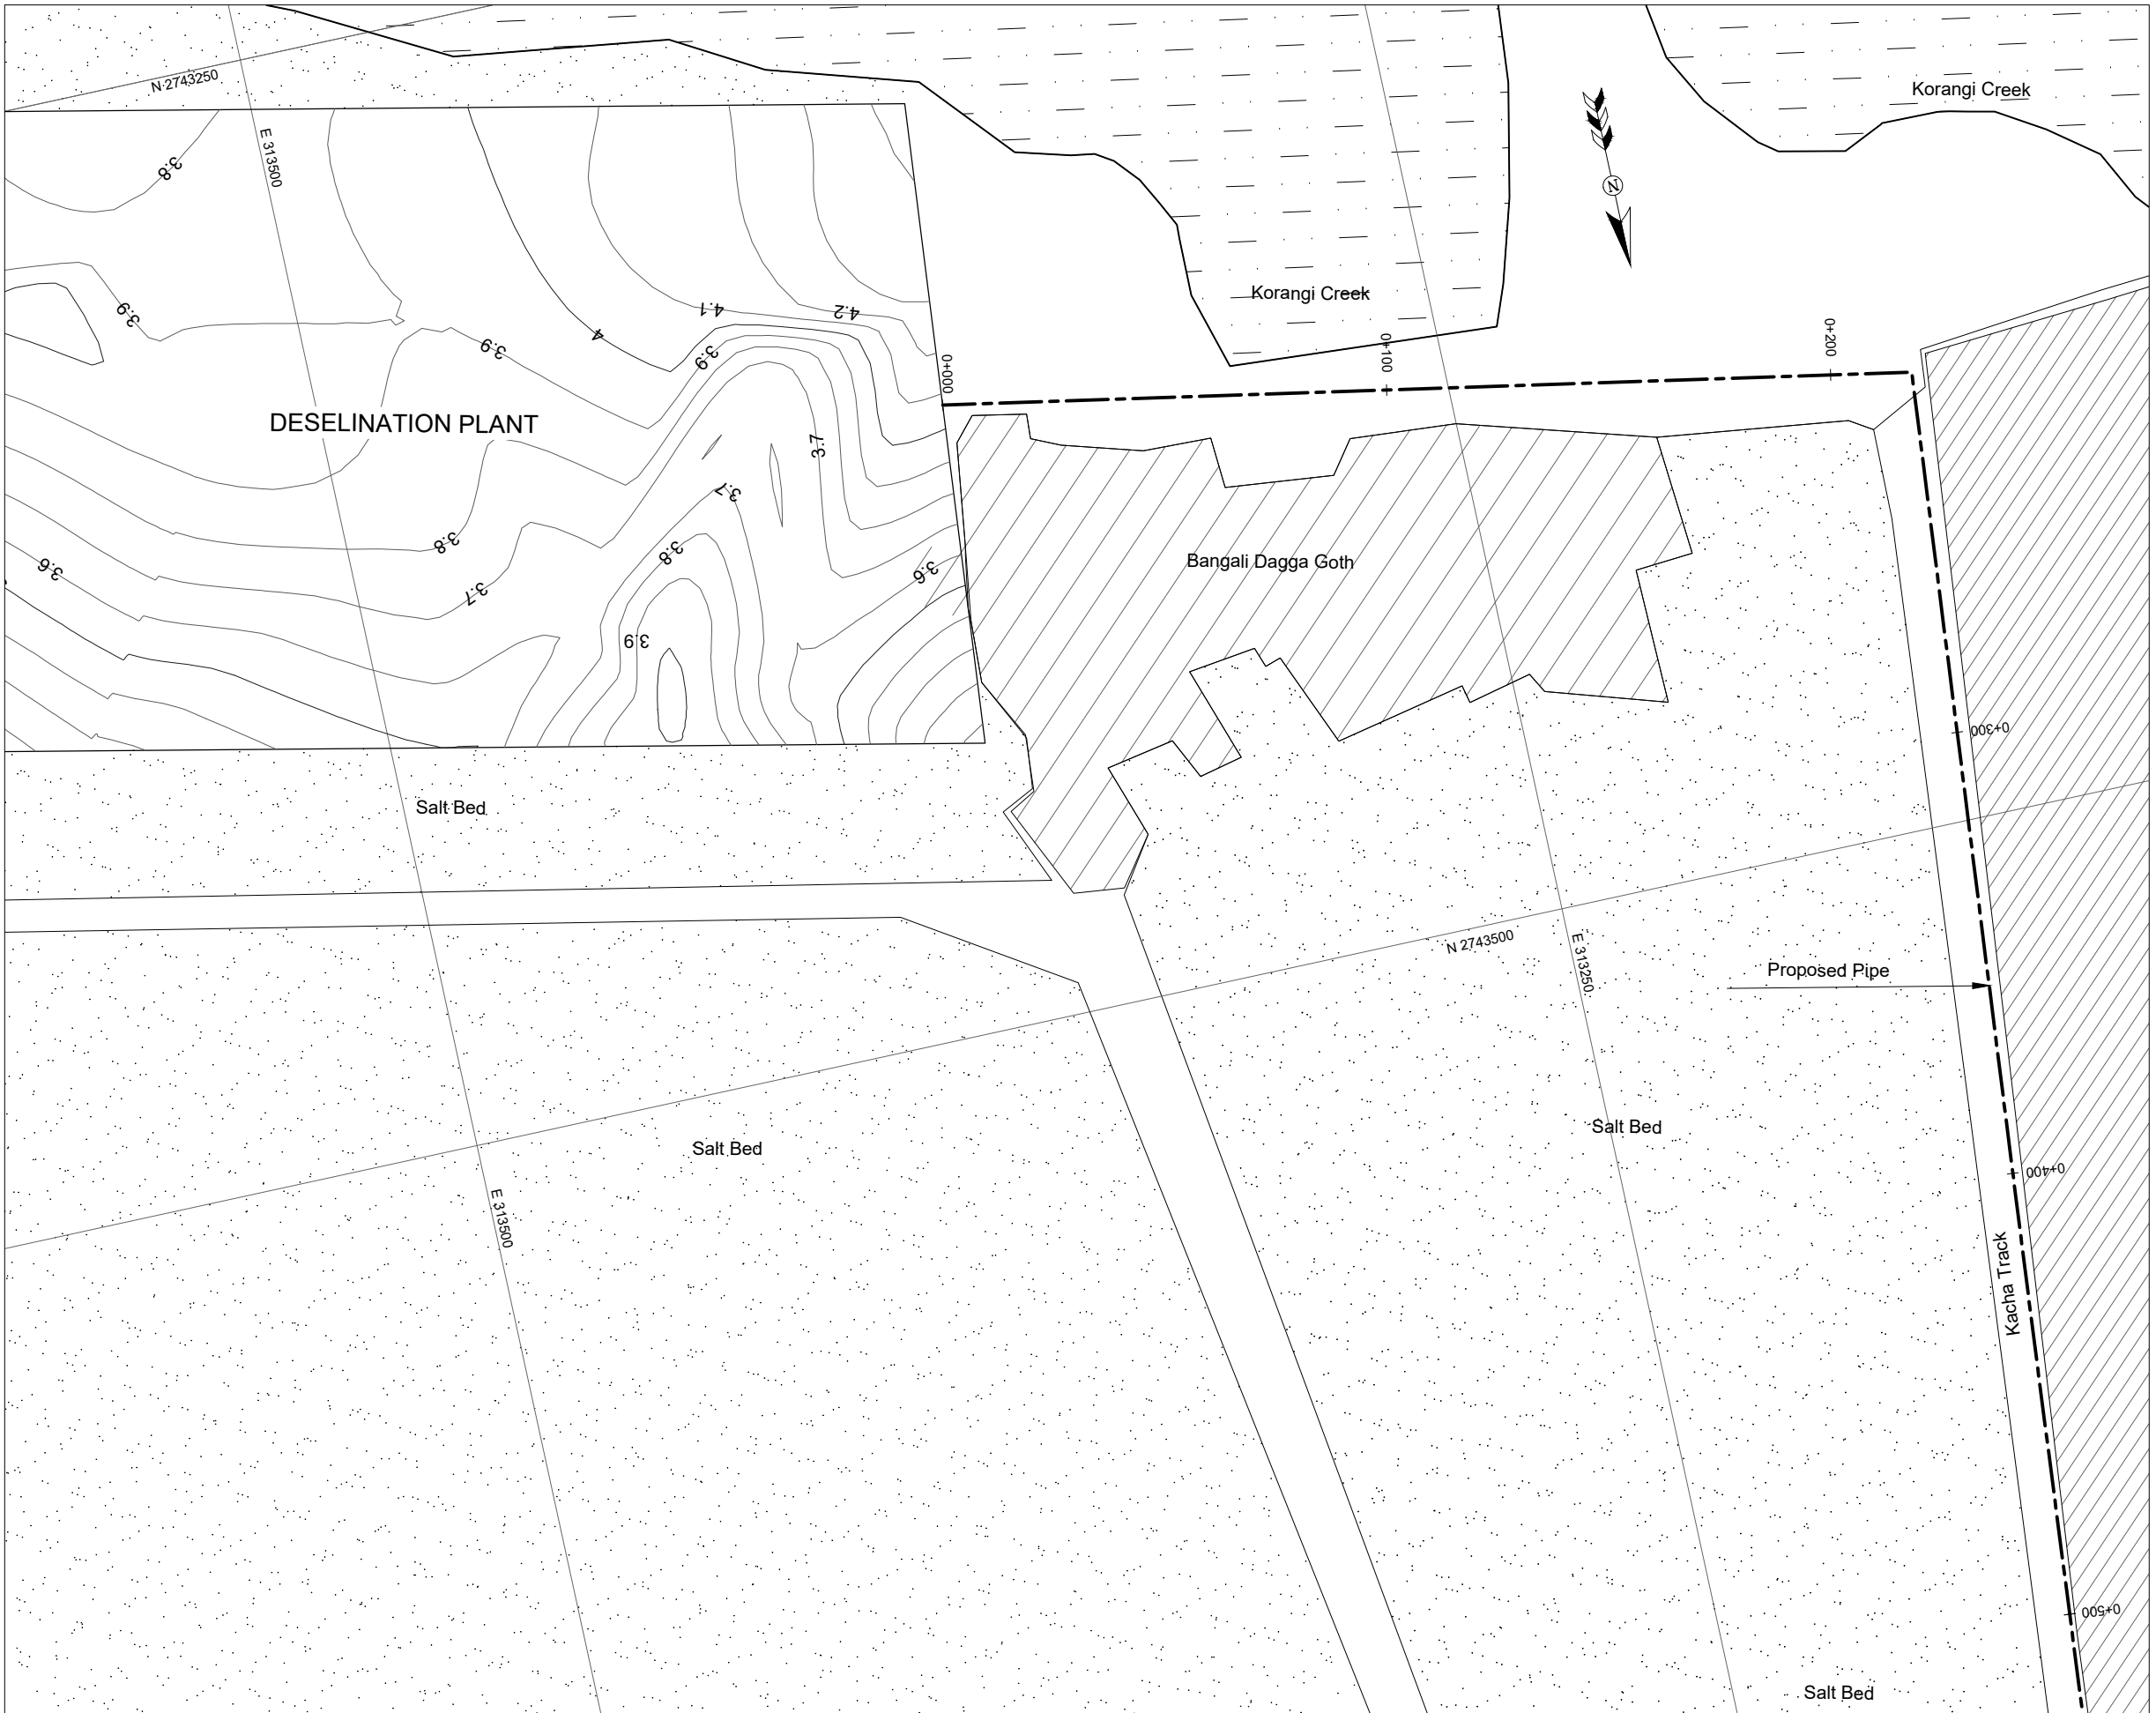 N 2743250
E 313500
Korangi Creek
3.8
N
Korangi Creek
3.9
4.1
4.2
4
3.9
3.9
0+000
0+100
0+200
DESELINATION PLANT
3.7
3.7
3.8
3.8
Bangali Dagga Goth
3.6
3.6
3.7
3.9
0+300
Salt Bed
N 2743500
E 313250
Proposed Pipe
Salt Bed
Salt Bed
0+400
E 313500
Kacha Track
0+500
Salt Bed